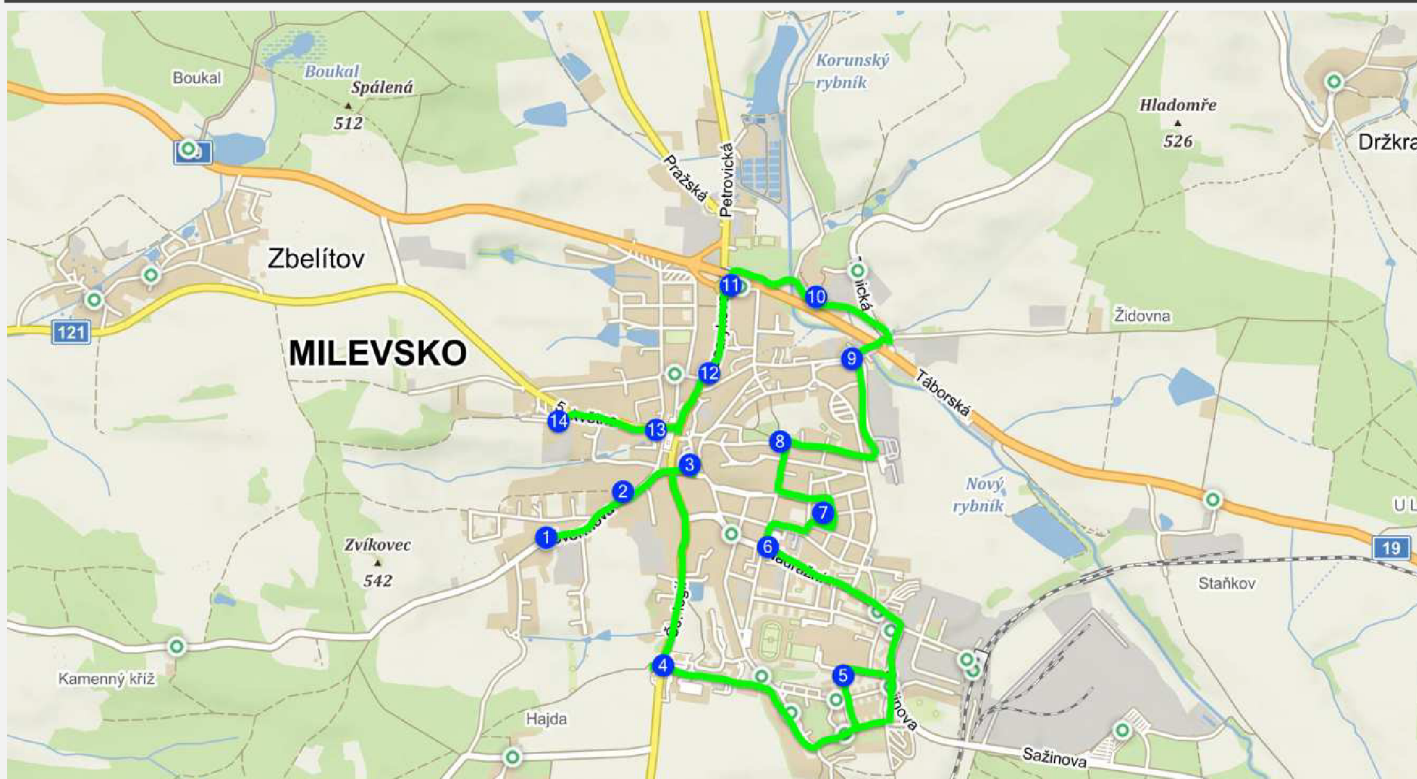 Boukal
Boukal
Spálená
512
Korunský
rybník
Hladomře
526
Držkra
Pražská
Petrovická
Zbelítov
11
10
Židovna
121
MILEVSKO
9
12
Táborská
14
13
8
3
2
Nový
rybník
7
U L
1
6
Zvíkovec
542
19
Staňkov
4
5
Kamenný kříž
Hajda
Sažinova
Sažinova